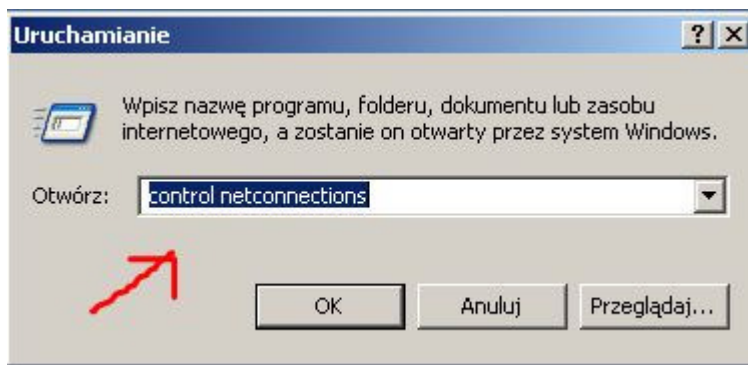 Uruchamianie
Wpisz nazwę programu, folderu, dokumentu lub zasobu
internetowego, a zostanie on otwarty przez system Windows.
Otwórz: control netconnections
OK Anuluj Przeglądaj...